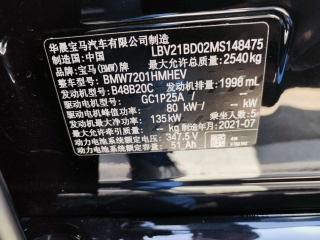 华晨宝马汽车有限公司制造
制造国:中国 LBV21BD02MS148475
品牌:宝马(BMW)牌 最大允许总质量:2540 kg
整车型号:BMW7201HMHEV
发动机型号:B48B20C 发动机排量:1998 mL
驱动电机型号:GC1P25A / --
驱动电机峰值功率: 80 kW/ -- kW
发动机最大净功率: 135kW 乘坐人数:5
最大允许牵引质量: -- kg 制造年月:2021-07
动力电池系统额定电压:347.5 V
动力电池系统额定容量: 51 Ah